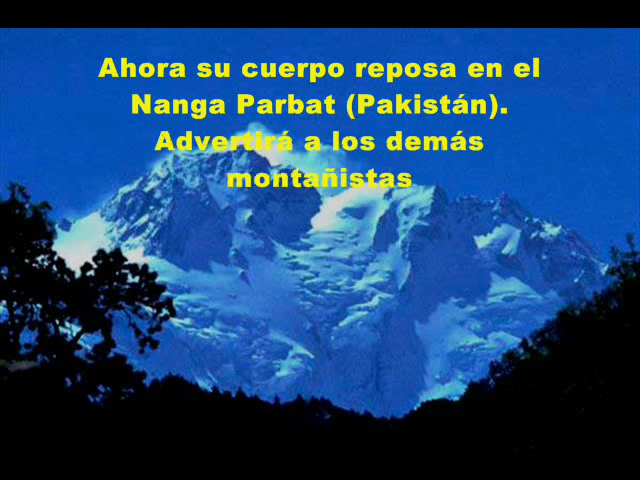 Ahora su cuerpo reposa en el
Nanga Parbat (Pakistán).
Advertirá a los demás
montañistas